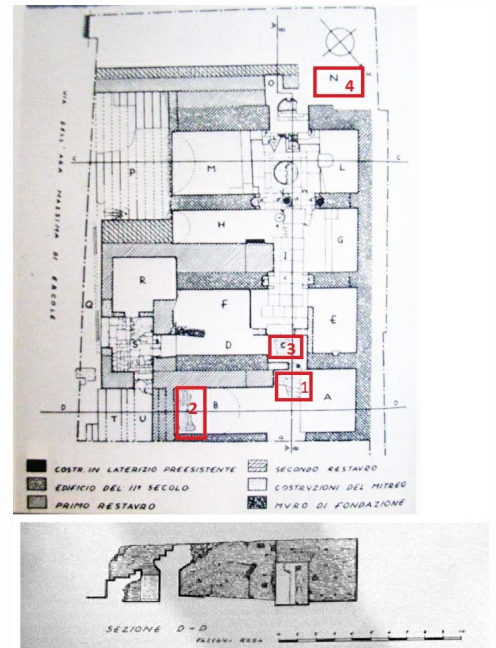 VIA DELL'ARA MASSIMA DI ERCOLE
N
4
O
C
P
M
L
C
H
G
I
R
F
Q
E
S
D
C
3
1
D
2
B
A
D
T
U
COSTR. IN LATERIZIO PREESISTENTE
EDIFICIO DEL IIº SECOLO
PRIMO RESTAURO
SECONDO RESTAURO
COSTRUZIONI DEL MITREO
MURO DI FONDAZIONE
SEZIONE D-D